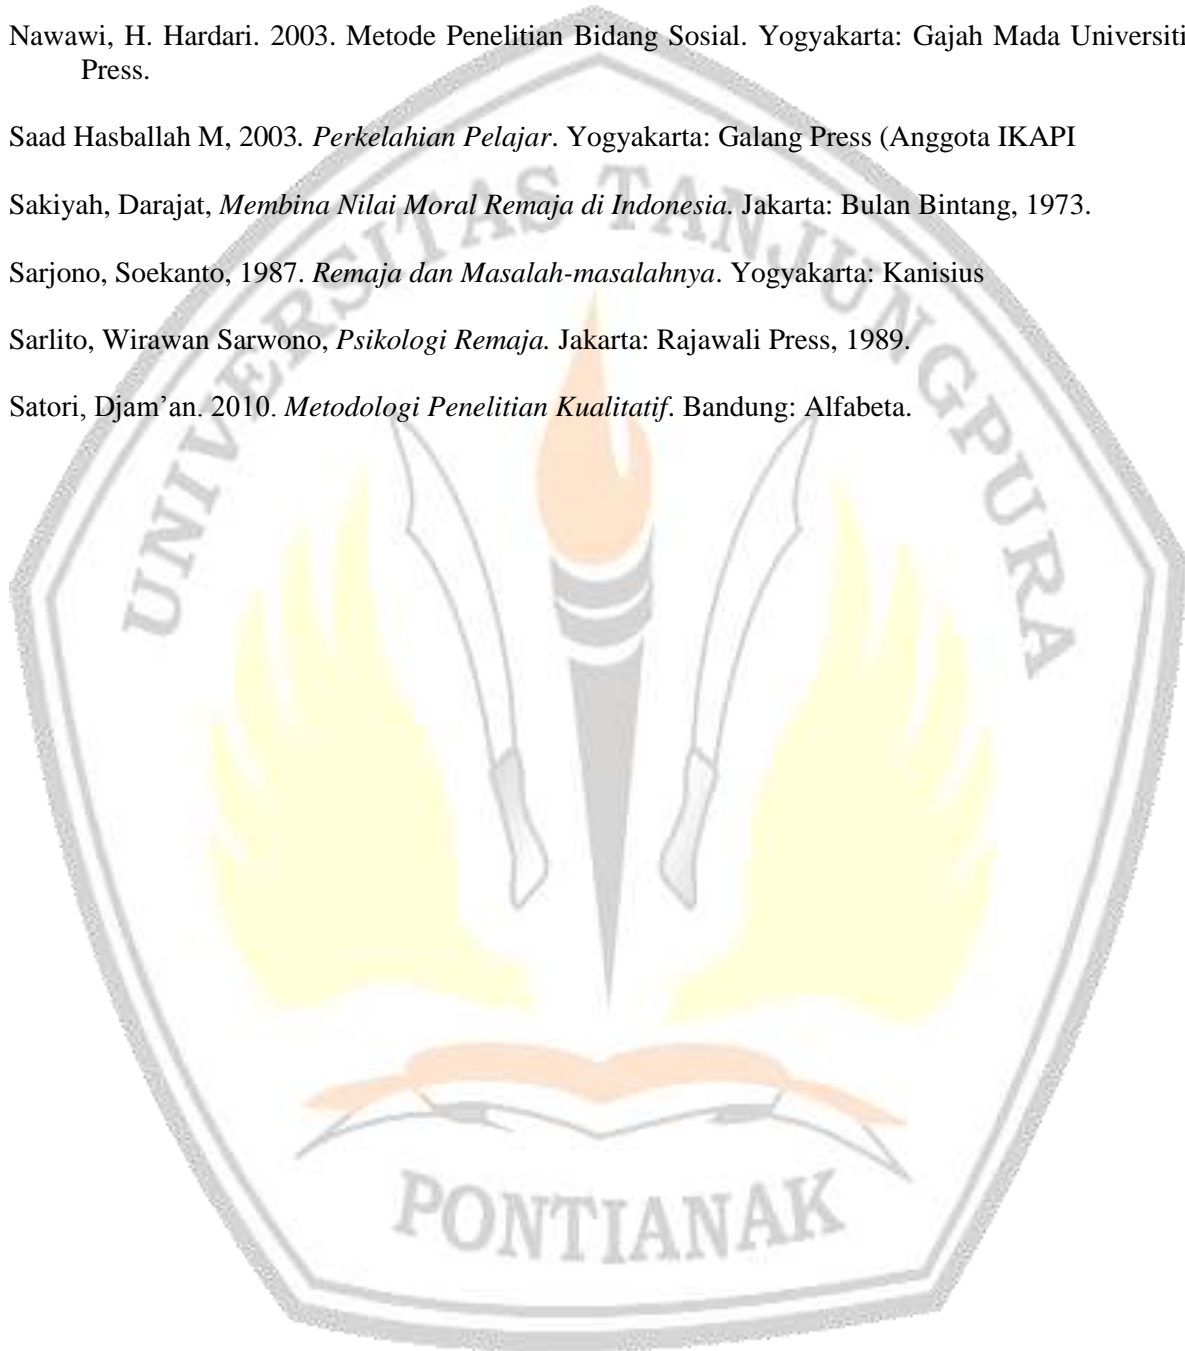 Nawawi, H. Hardari. 2003. Metode Penelitian Bidang Sosial. Yogyakarta: Gajah Mada Universiti
Press.
Saad Hasballah M, 2003. Perkelahian Pelajar. Yogyakarta: Galang Press (Anggota IKAPI
Sakiyah, Darajat, Membina Nilai Moral Remaja di Indonesia. Jakarta: Bulan Bintang, 1973.
Sarjono, Soekanto, 1987. Remaja dan Masalah-masalahnya. Yogyakarta: Kanisius
Sarlito, Wirawan Sarwono, Psikologi Remaja. Jakarta: Rajawali Press, 1989.
Satori, Djam’an. 2010. Metodologi Penelitian Kualitatif. Bandung: Alfabeta.
UNIVERSITAS TANJUNGPURA
PONTIANAK